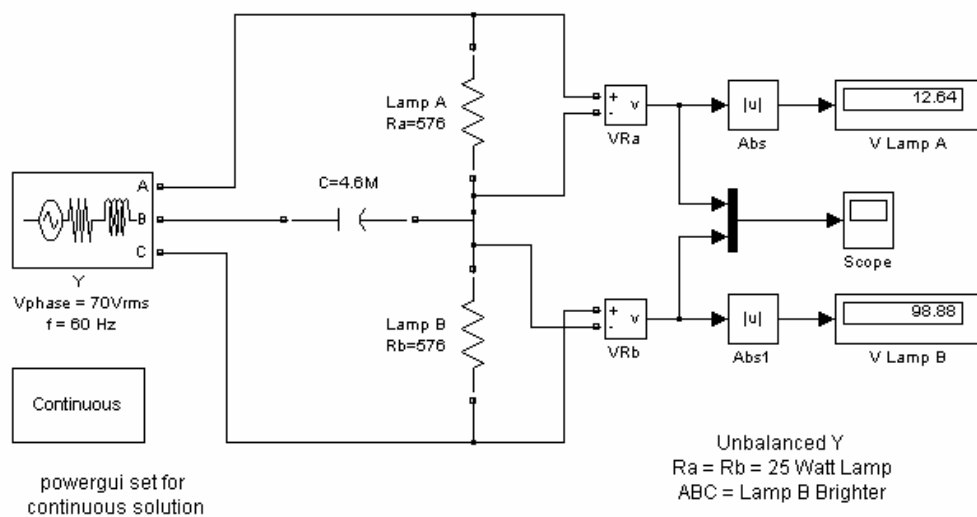 Lamp A
Ra=576
C=4.6M
A
B
C
Y
Vphase = 70Vrms
f = 60 Hz
Lamp B
Rb=576
+
-
v
VRa
|u|
Abs
12.64
V Lamp A
Scope
+
-
v
VRb
|u|
Abs1
98.88
V Lamp B
Continuous
powergui set for
continuous solution
Unbalanced Y
Ra = Rb = 25 Watt Lamp
ABC = Lamp B Brighter